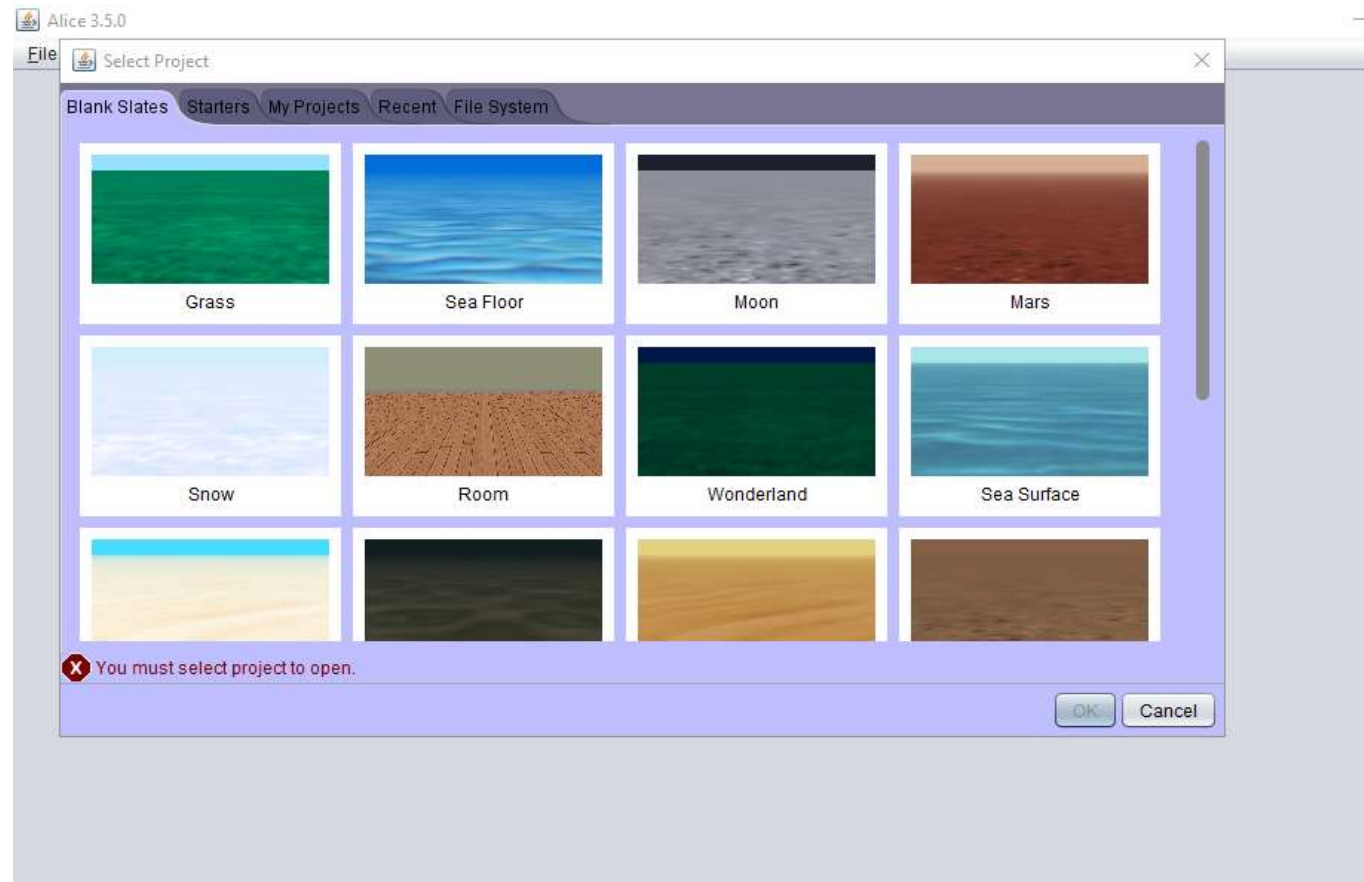 Alice 3.5.0
File
Select Project
Blank Slates Starters My Projects Recent File System
Grass Sea Floor Moon Mars
Snow Room Wonderland Sea Surface
X You must select project to open.
OK Cancel